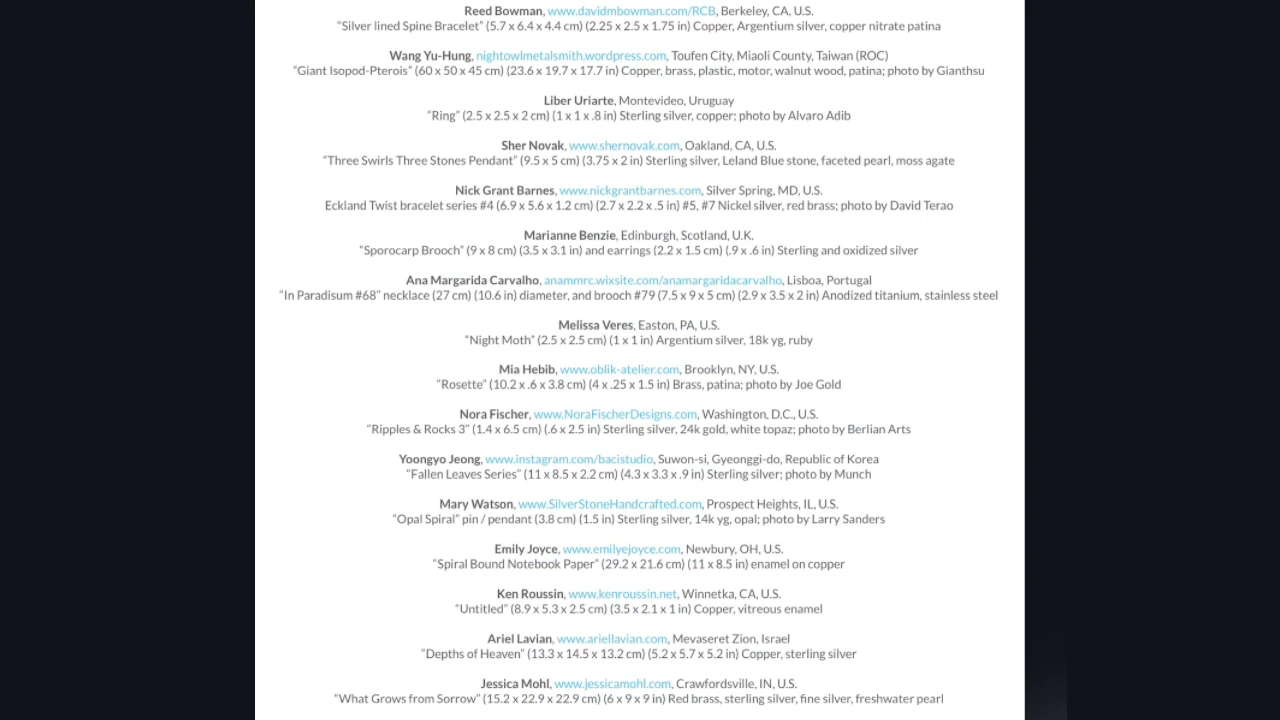 Reed Bowman, www.davidmbowman.com/RCB, Berkeley, CA, U.S.
“Silver lined Spine Bracelet” (5.7 x 6.4 x 4.4 cm) (2.25 x 2.5 x 1.75 in) Copper, Argentium silver, copper nitrate patina
Wang Yu-Hung, nightowlmetalsmith.wordpress.com, Toufen City, Miaoli County, Taiwan (ROC)
“Giant Isopod-Pterois” (60 x 50 x 45 cm) (23.6 x 19.7 x 17.7 in) Copper, brass, plastic, motor, walnut wood, patina; photo by Gianthsu
Liber Uriarte, Montevideo, Uruguay
“Ring” (2.5 x 2.5 x 2 cm) (1 x 1 x .8 in) Sterling silver, copper; photo by Alvaro Adib
Sher Novak, www.shernovak.com, Oakland, CA, U.S.
“Three Swirls Three Stones Pendant” (9.5 x 5 cm) (3.75 x 2 in) Sterling silver, Leland Blue stone, faceted pearl, moss agate
Nick Grant Barnes, www.nickgrantbarnes.com, Silver Spring, MD, U.S.
Eckland Twist bracelet series #4 (6.9 x 5.6 x 1.2 cm) (2.7 x 2.2 x .5 in) #5, #7 Nickel silver, red brass; photo by David Terao
Marianne Benzie, Edinburgh, Scotland, U.K.
“Sporocarp Brooch” (9 x 8 cm) (3.5 x 3.1 in) and earrings (2.2 x 1.5 cm) (.9 x .6 in) Sterling and oxidized silver
Ana Margarida Carvalho, anammrc.wixsite.com/anamargaridacarvalho, Lisboa, Portugal
“In Paradisum #68” necklace (27 cm) (10.6 in) diameter, and brooch #79 (7.5 x 9 x 5 cm) (2.9 x 3.5 x 2 in) Anodized titanium, stainless steel
Melissa Veres, Easton, PA, U.S.
“Night Moth” (2.5 x 2.5 cm) (1 x 1 in) Argentium silver, 18k yg, ruby
Mia Hebib, www.oblik-atelier.com, Brooklyn, NY, U.S.
“Rosette” (10.2 x .6 x 3.8 cm) (4 x .25 x 1.5 in) Brass, patina; photo by Joe Gold
Nora Fischer, www.NoraFischerDesigns.com, Washington, D.C., U.S.
“Ripples & Rocks 3” (1.4 x 6.5 cm) (.6 x 2.5 in) Sterling silver, 24k gold, white topaz; photo by Berlian Arts
Yoongyo Jeong, www.instagram.com/bacistudio, Suwon-si, Gyeonggi-do, Republic of Korea
“Fallen Leaves Series” (11 x 8.5 x 2.2 cm) (4.3 x 3.3 x .9 in) Sterling silver; photo by Munch
Mary Watson, www.SilverStoneHandcrafted.com, Prospect Heights, IL, U.S.
“Opal Spiral” pin / pendant (3.8 cm) (1.5 in) Sterling silver, 14k yg, opal; photo by Larry Sanders
Emily Joyce, www.emilyejoyce.com, Newbury, OH, U.S.
“Spiral Bound Notebook Paper” (29.2 x 21.6 cm) (11 x 8.5 in) enamel on copper
Ken Roussin, www.kenroussin.net, Winnetka, CA, U.S.
“Untitled” (8.9 x 5.3 x 2.5 cm) (3.5 x 2.1 x 1 in) Copper, vitreous enamel
Ariel Lavian, www.ariellavian.com, Mevaseret Zion, Israel
“Depths of Heaven” (13.3 x 14.5 x 13.2 cm) (5.2 x 5.7 x 5.2 in) Copper, sterling silver
Jessica Mohl, www.jessicamohl.com, Crawfordsville, IN, U.S.
“What Grows from Sorrow” (15.2 x 22.9 x 22.9 cm) (6 x 9 x 9 in) Red brass, sterling silver, fine silver, freshwater pearl